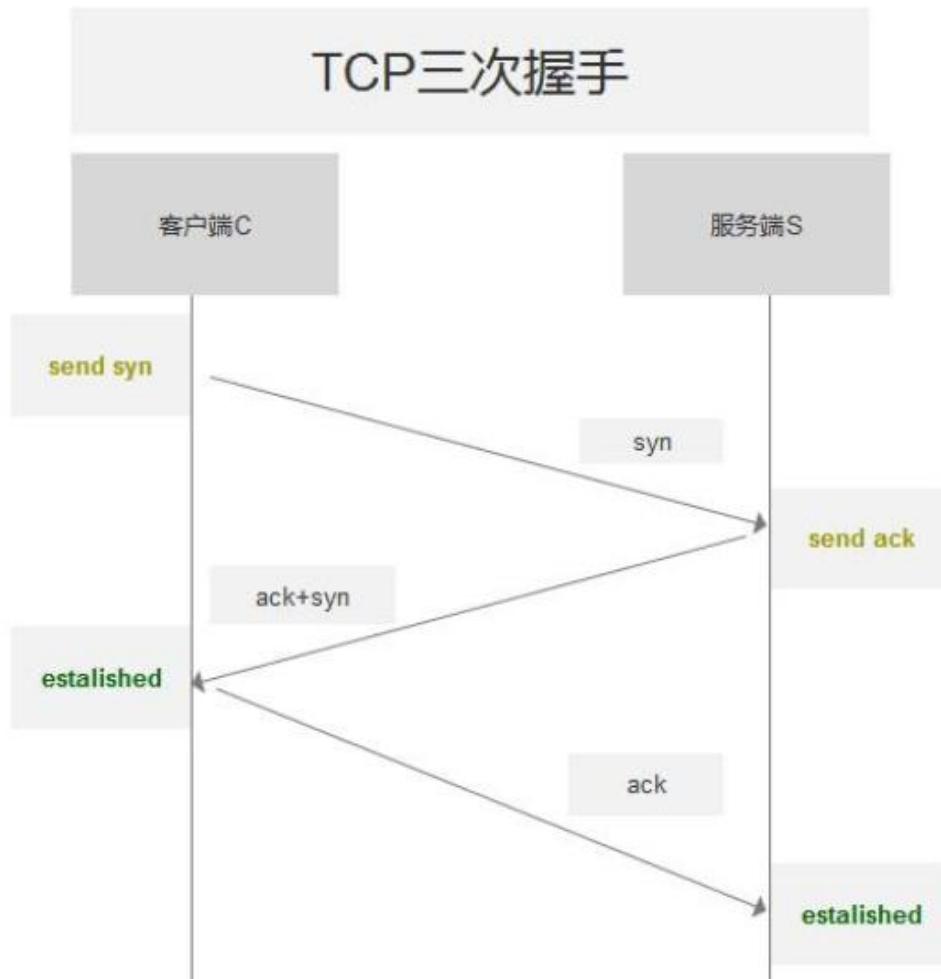 TCP三次握手
客户端C
服务端S
send syn
syn
send ack
ack+syn
estalished
ack
estalished